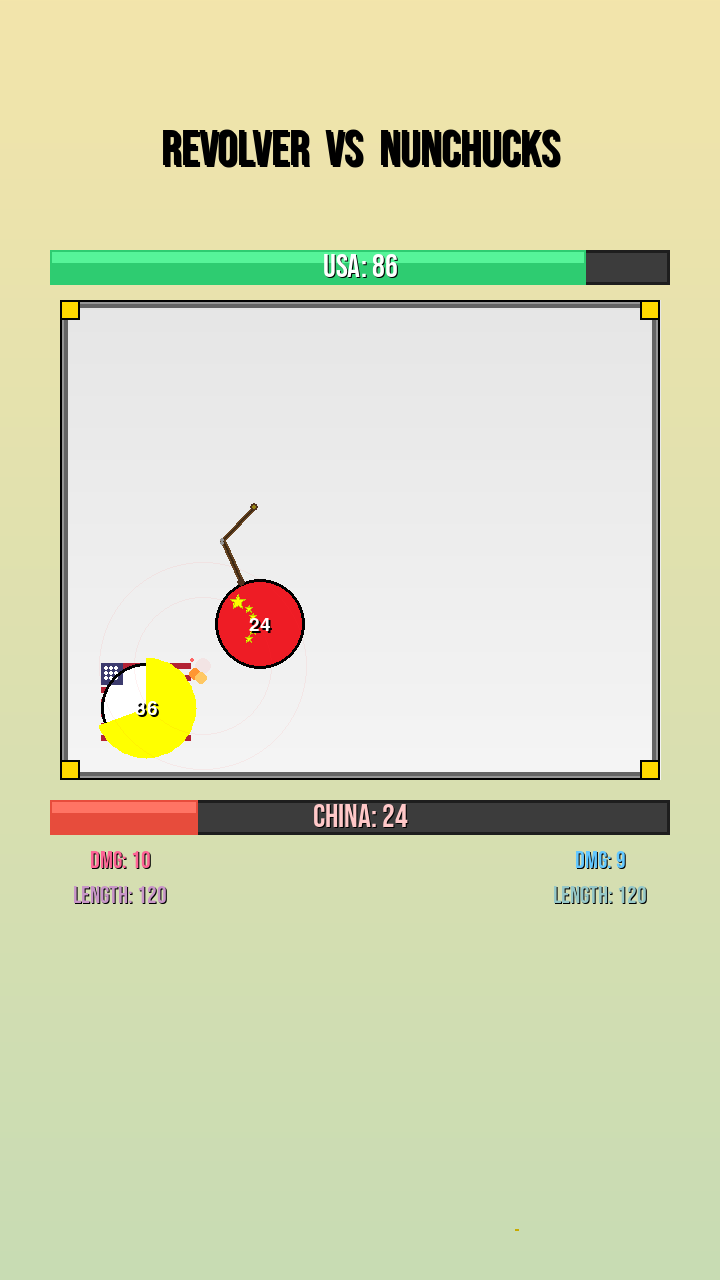 REVOLVER VS NUNCHUCKS
USA: 86
24
86
CHINA: 24
DMG: 10
DMG: 9
LENGTH: 120
LENGTH: 120